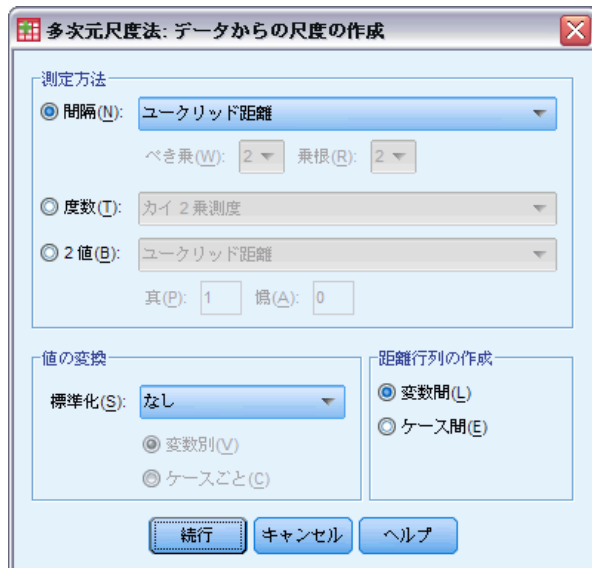 多次元尺度法: データからの尺度の作成
測定方法
間隔(N): ユークリッド距離
べき乗(W): 2 乗根(R): 2
度数(T): カイ 2 乗測度
2 値(B): ユークリッド距離
真(P): 1 偽(A): 0
値の変換
標準化(S): なし
変数別(V)
ケースごと(C)
距離行列の作成
変数間(L)
ケース間(E)
続行 キャンセル ヘルプ